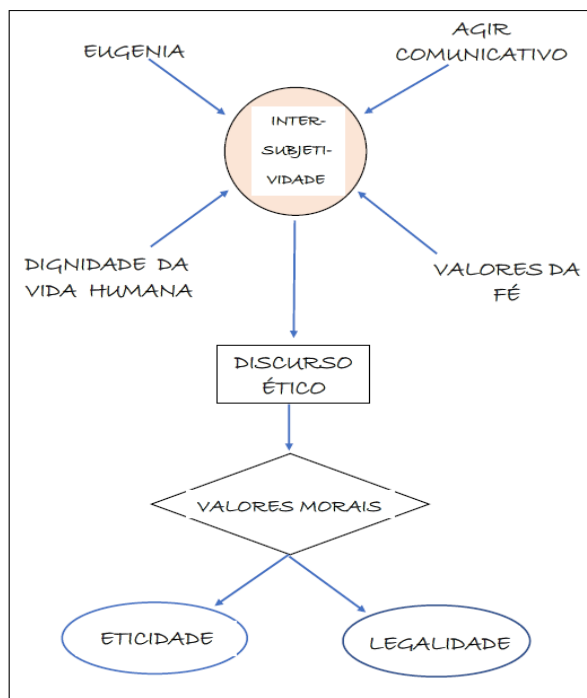 EUGENIA
AGIR
COMUNICATIVO
INTER-
SUBJETI-
VIDADE
DIGNIDADE DA
VIDA HUMANA
VALORES DA
FÉ
DISCURSO
ÉTICO
VALORES MORAIS
ETICIDADE
LEGALIDADE